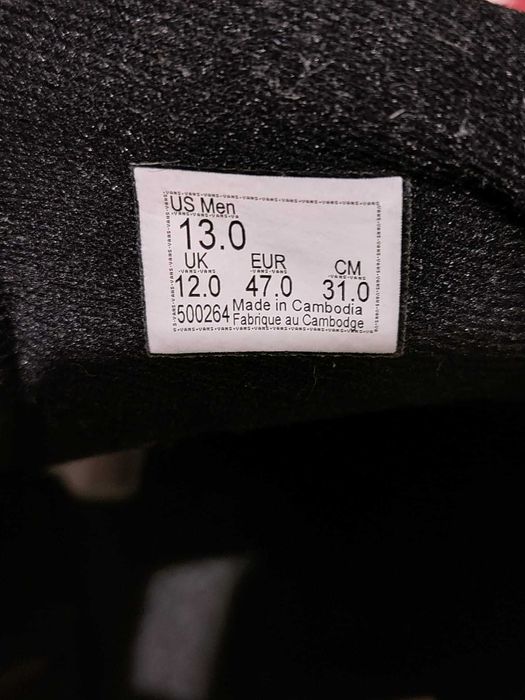 US Men
13.0
UK EUR CM
12.0 47.0 31.0
500264 Made in Cambodia
Fabrique au Cambodge